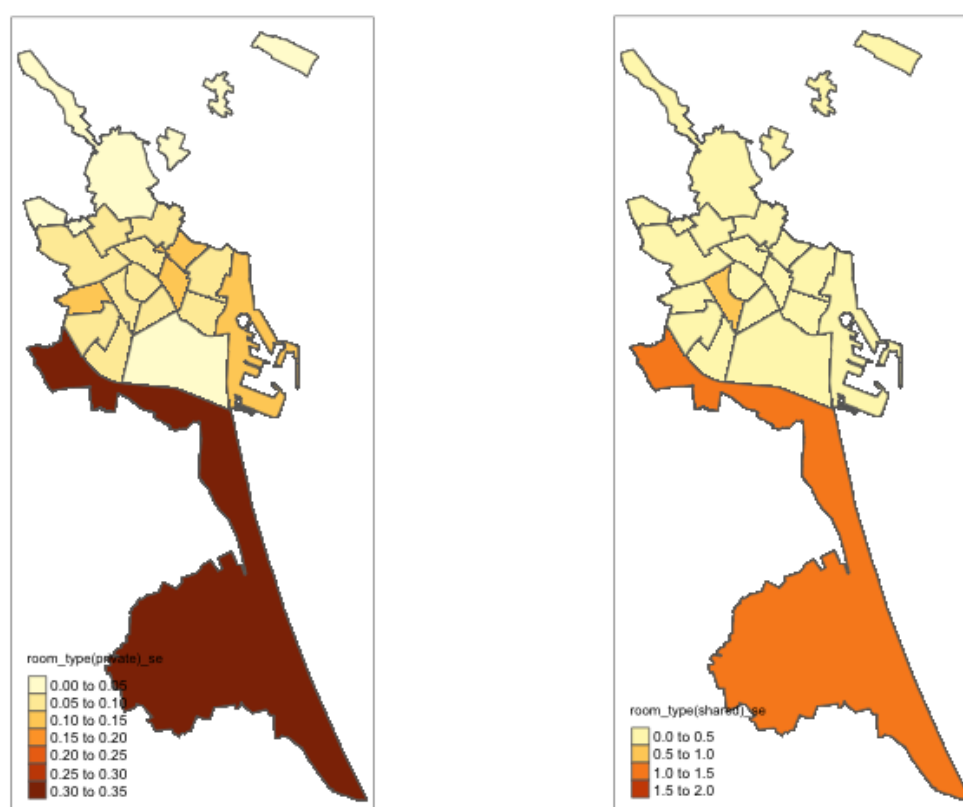 room_type(private)_se
0.00 to 0.05
0.05 to 0.10
0.10 to 0.15
0.15 to 0.20
0.20 to 0.25
0.25 to 0.30
0.30 to 0.35
room_type(shared)_se
0.0 to 0.5
0.5 to 1.0
1.0 to 1.5
1.5 to 2.0